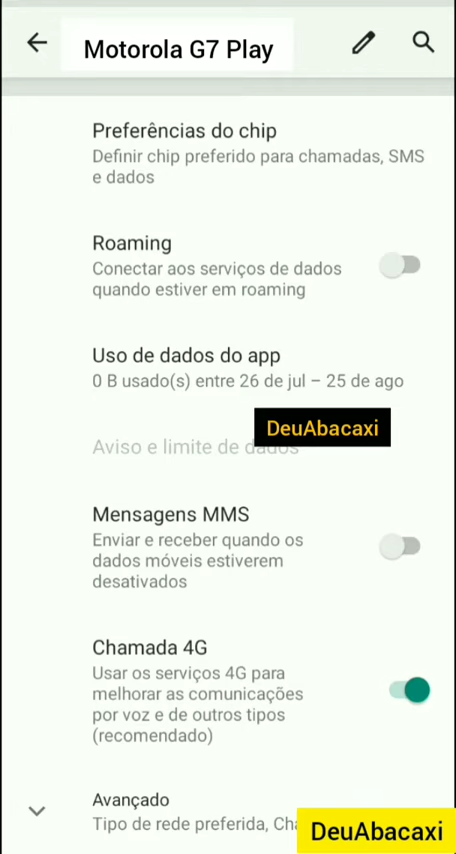 Motorola G7 Play
Preferências do chip
Definir chip preferido para chamadas, SMS
e dados
Roaming
Conectar aos serviços de dados
quando estiver em roaming
Uso de dados do app
0 B usado(s) entre 26 de jul – 25 de ago
DeuAbacaxi
Aviso e limite de dados
Mensagens MMS
Enviar e receber quando os
dados móveis estiverem
desativados
Chamada 4G
Usar os serviços 4G para
melhorar as comunicações
por voz e de outros tipos
(recomendado)
Avançado
Tipo de rede preferida,
DeuAbacaxi